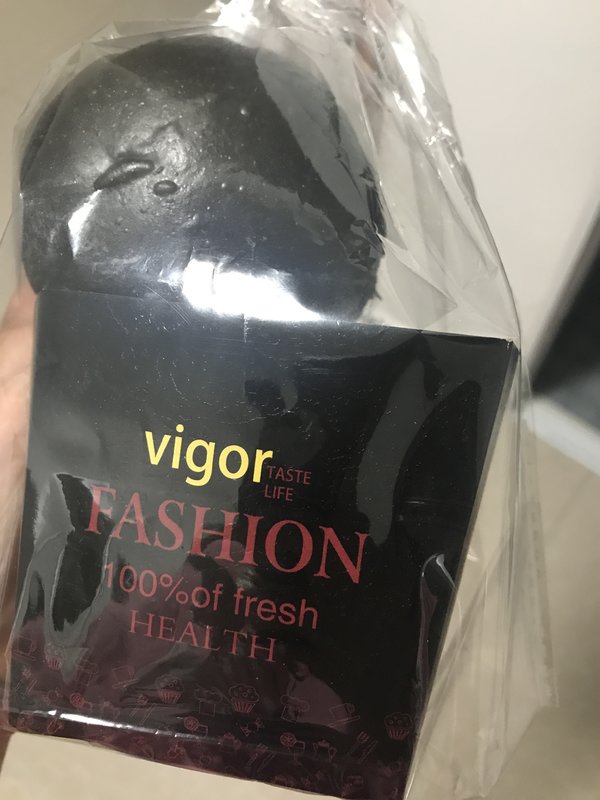 vigor TASTE
LIFE
FASHION
100%of fresh
HEALTH